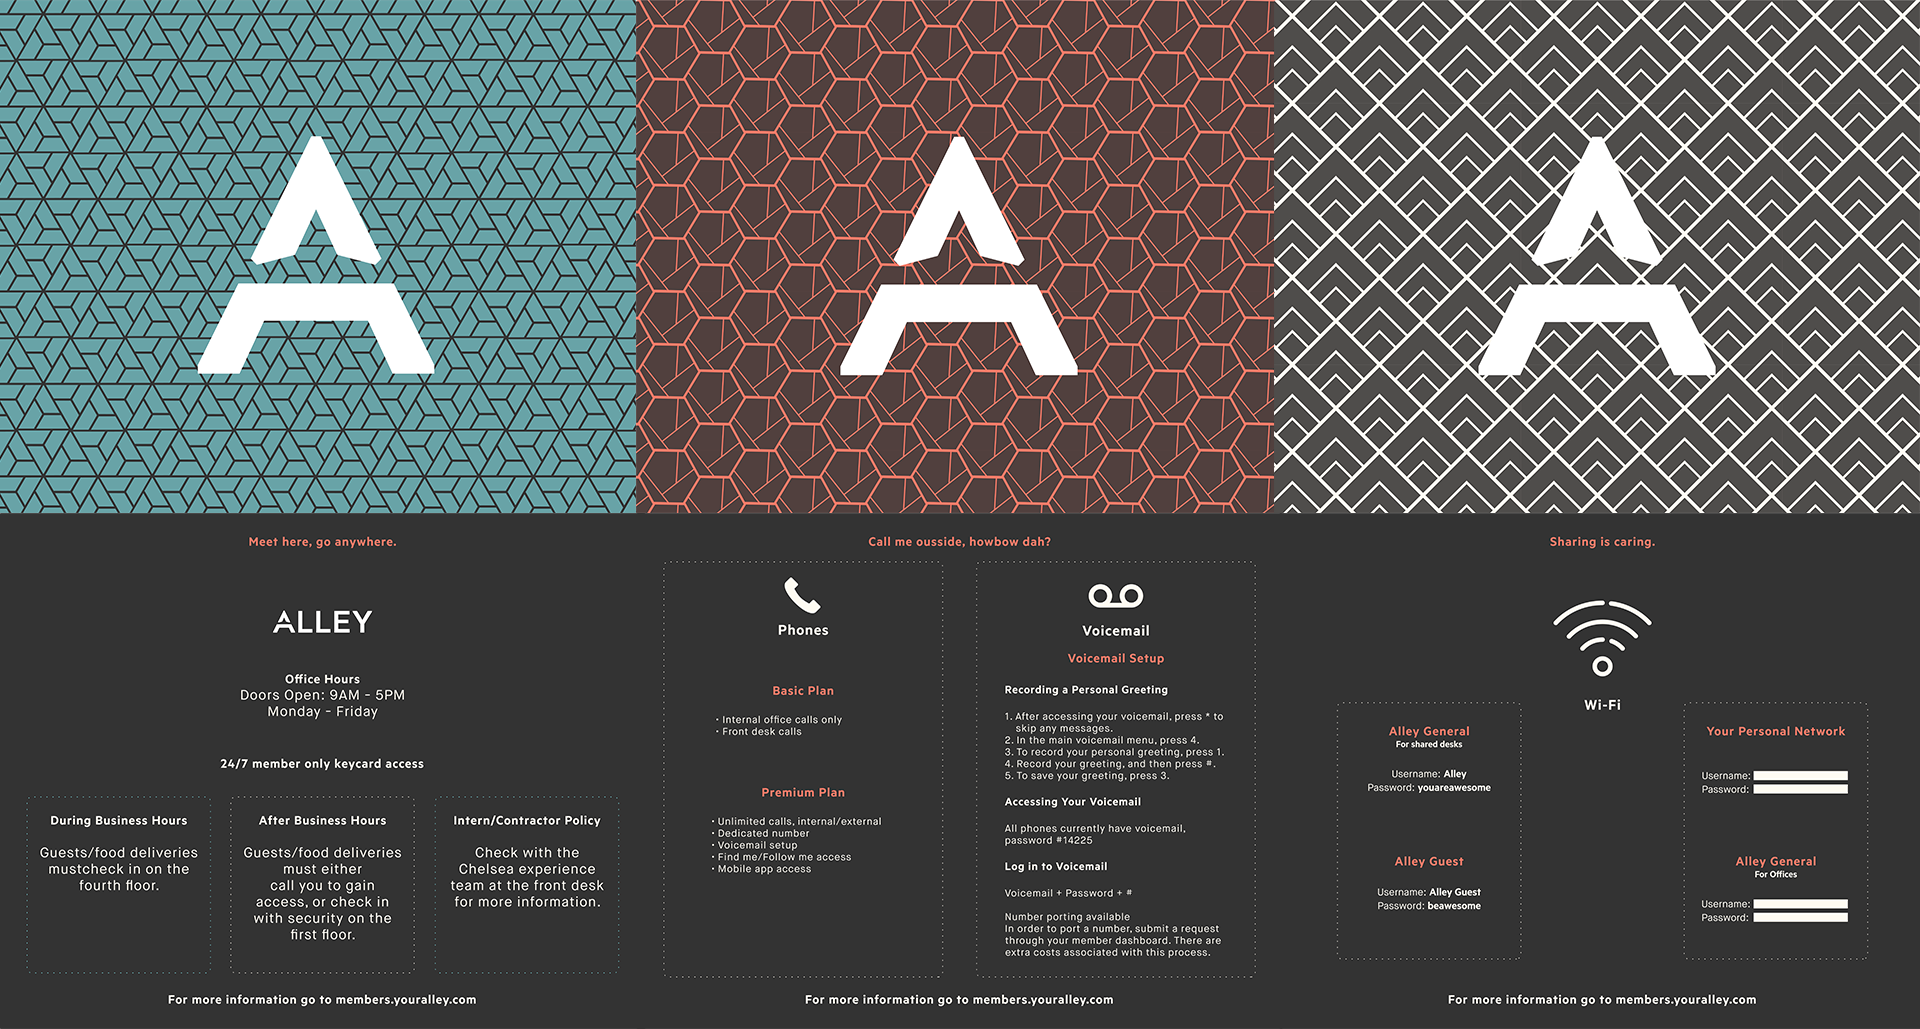 Meet here, go anywhere.
ALLEY
Office Hours
Doors Open: 9AM - 5PM
Monday - Friday
24/7 member only keycard access
During Business Hours
Guests/food deliveries
mustcheck in on the
fourth floor.
After Business Hours
Guests/food deliveries
must either
call you to gain
access, or check in
with security on the
first floor.
Intern/Contractor Policy
Check with the
Chelsea experience
team at the front desk
for more information.
For more information go to members.youralley.com
Call me ousside, howbow dah?
Phones
Basic Plan
• Internal office calls only
• Front desk calls
Premium Plan
• Unlimited calls, internal/external
• Dedicated number
• Voicemail setup
• Find me/Follow me access
• Mobile app access
Voicemail
Voicemail Setup
Recording a Personal Greeting
1. After accessing your voicemail, press * to
skip any messages.
2. In the main voicemail menu, press 4.
3. To record your personal greeting, press 1.
4. Record your greeting, and then press #.
5. To save your greeting, press 3.
Accessing Your Voicemail
All phones currently have voicemail,
password #14225
Log in to Voicemail
Voicemail + Password + #
Number porting available
In order to port a number, submit a request
through your member dashboard. There are
extra costs associated with this process.
For more information go to members.youralley.com
Sharing is caring.
Wi-Fi
Alley General
For shared desks
Username: Alley
Password: youareawesome
Alley Guest
Username: Alley Guest
Password: beawesome
Your Personal Network
Username:
Password:
Alley General
For Offices
Username:
Password:
For more information go to members.youralley.com